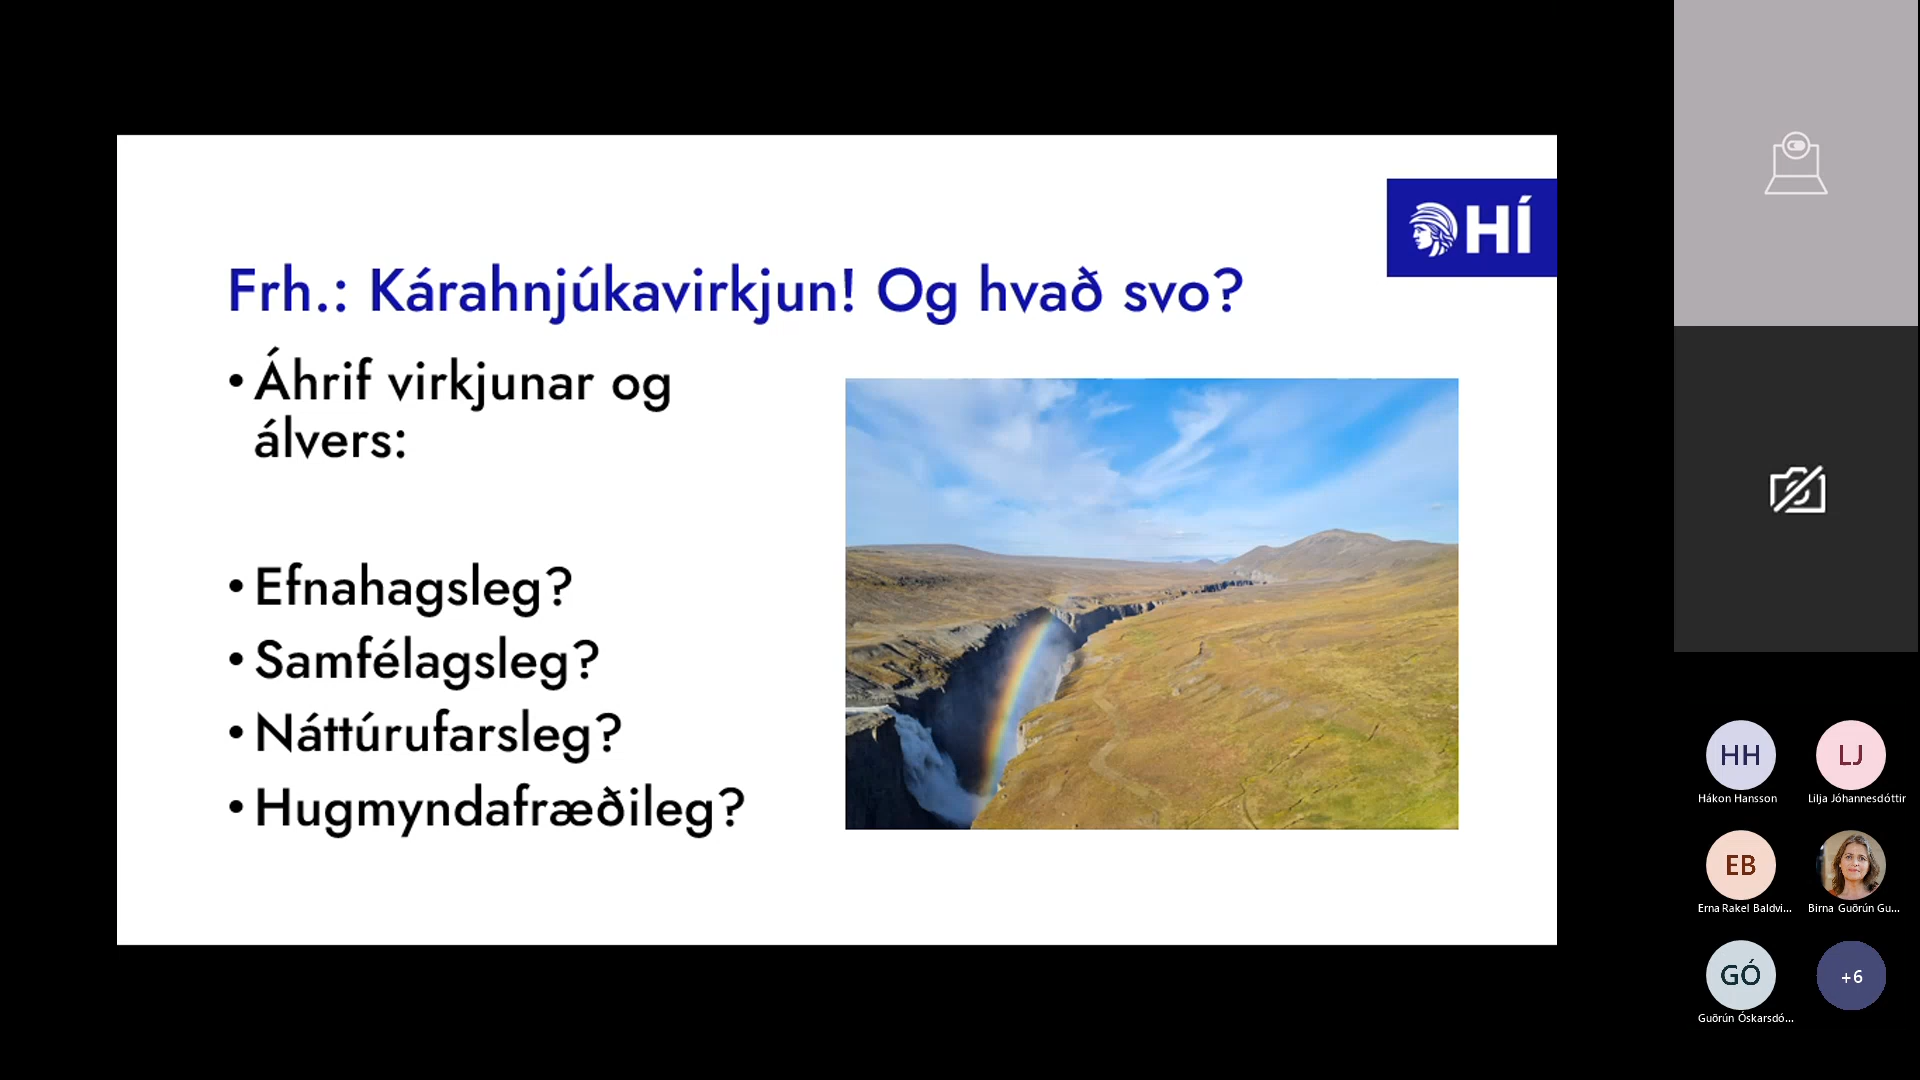 HÍ
Frh.: Kárahnjúkavirkjun! Og hvað svo?
• Áhrif virkjunar og
álvers:
• Efnahagsleg?
• Samfélagsleg?
• Náttúrufarsleg?
• Hugmyndafræðileg?
HH
Hákon Hansson
LJ
Lilja Jóhannesdóttir
EB
Erna Rakel Baldvi...
Birna Guðrún Gu...
GÓ
Guðrún Óskarsdó...
+6